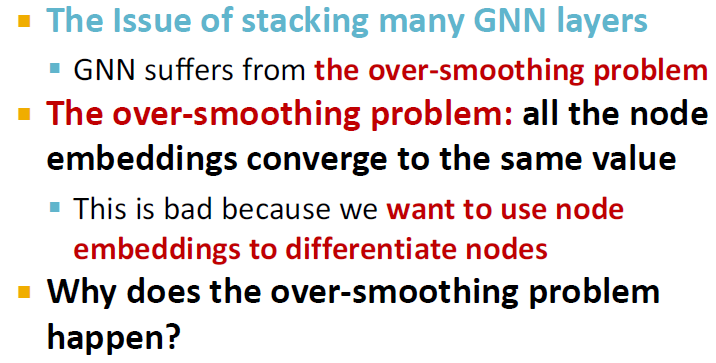 The Issue of stacking many GNN layers
GNN suffers from the over-smoothing problem
The over-smoothing problem: all the node
embeddings converge to the same value
This is bad because we want to use node
embeddings to differentiate nodes
Why does the over-smoothing problem
happen?